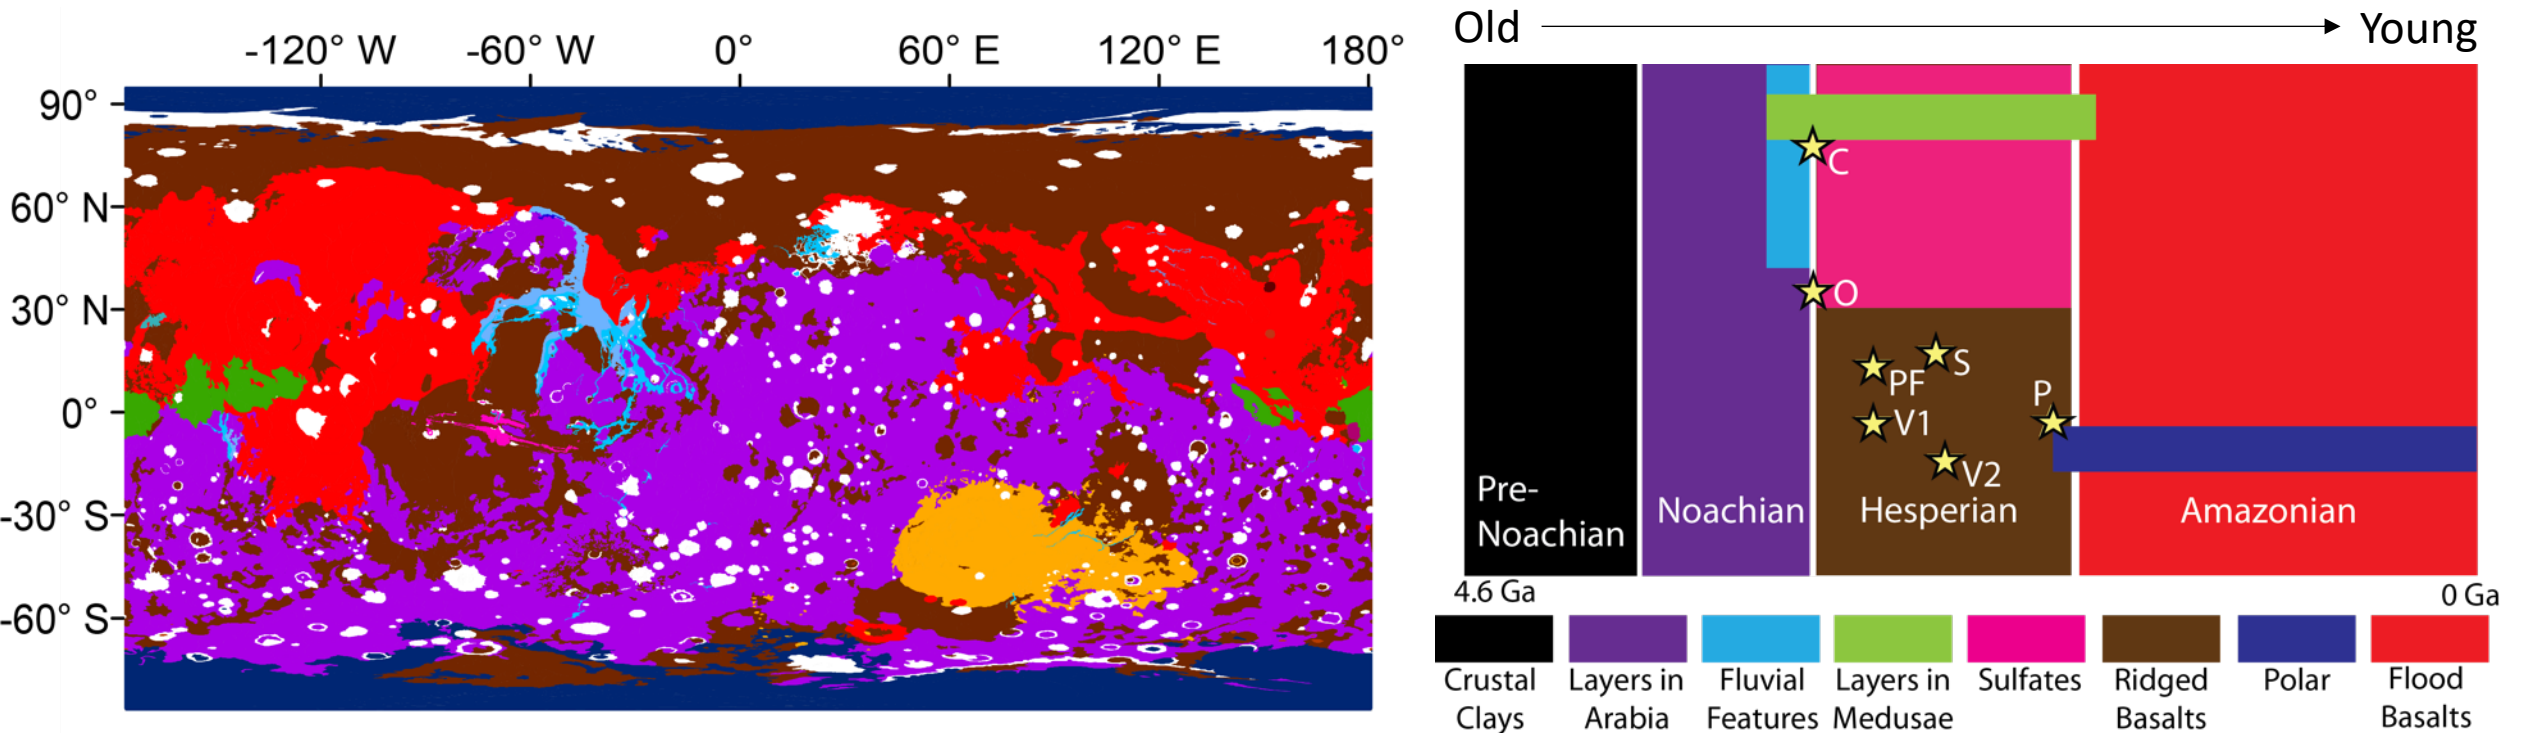 -120° W -60° W 0° 60° E 120° E 180°
90°
60° N
30° N
0°
-30° S
-60° S
Old Young
C
O
S
PF
P
V1
V2
Pre-
Noachian
Noachian
Hesperian
Amazonian
4.6 Ga
0 Ga
Crustal
Clays
Layers in
Arabia
Fluvial
Features
Layers in
Medusae
Sulfates
Ridged
Basalts
Polar
Flood
Basalts